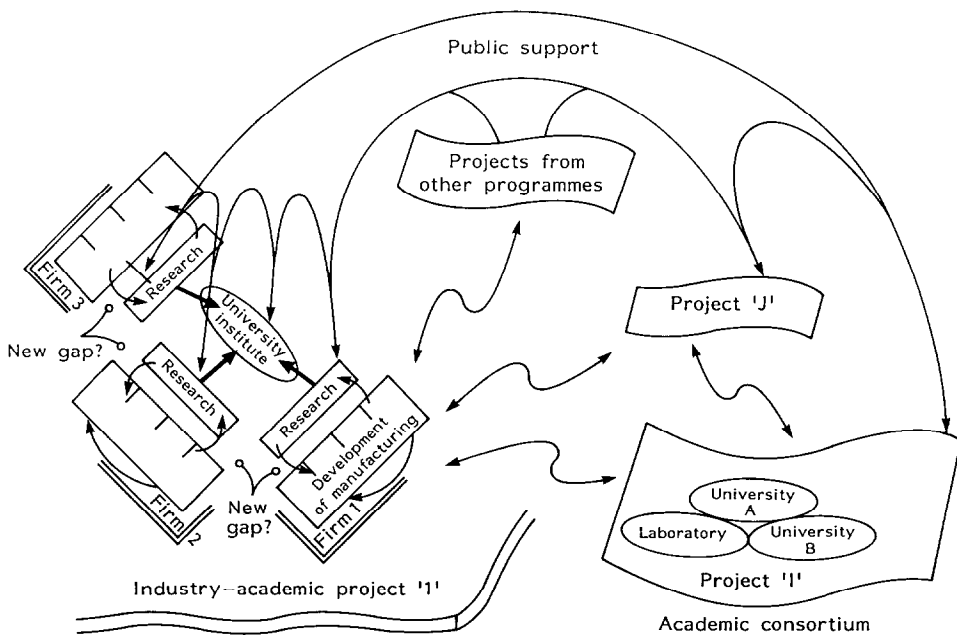 Public support
Projects from
other programmes
Firm 3
Research
University
institute
New gap?
Research
Firm 2
New
gap?
Research
Development
of manufacturing
Firm 1
Project 'J'
University
A
Laboratory
University
B
Project 'I'
Industry-academic project '1'
Academic consortium